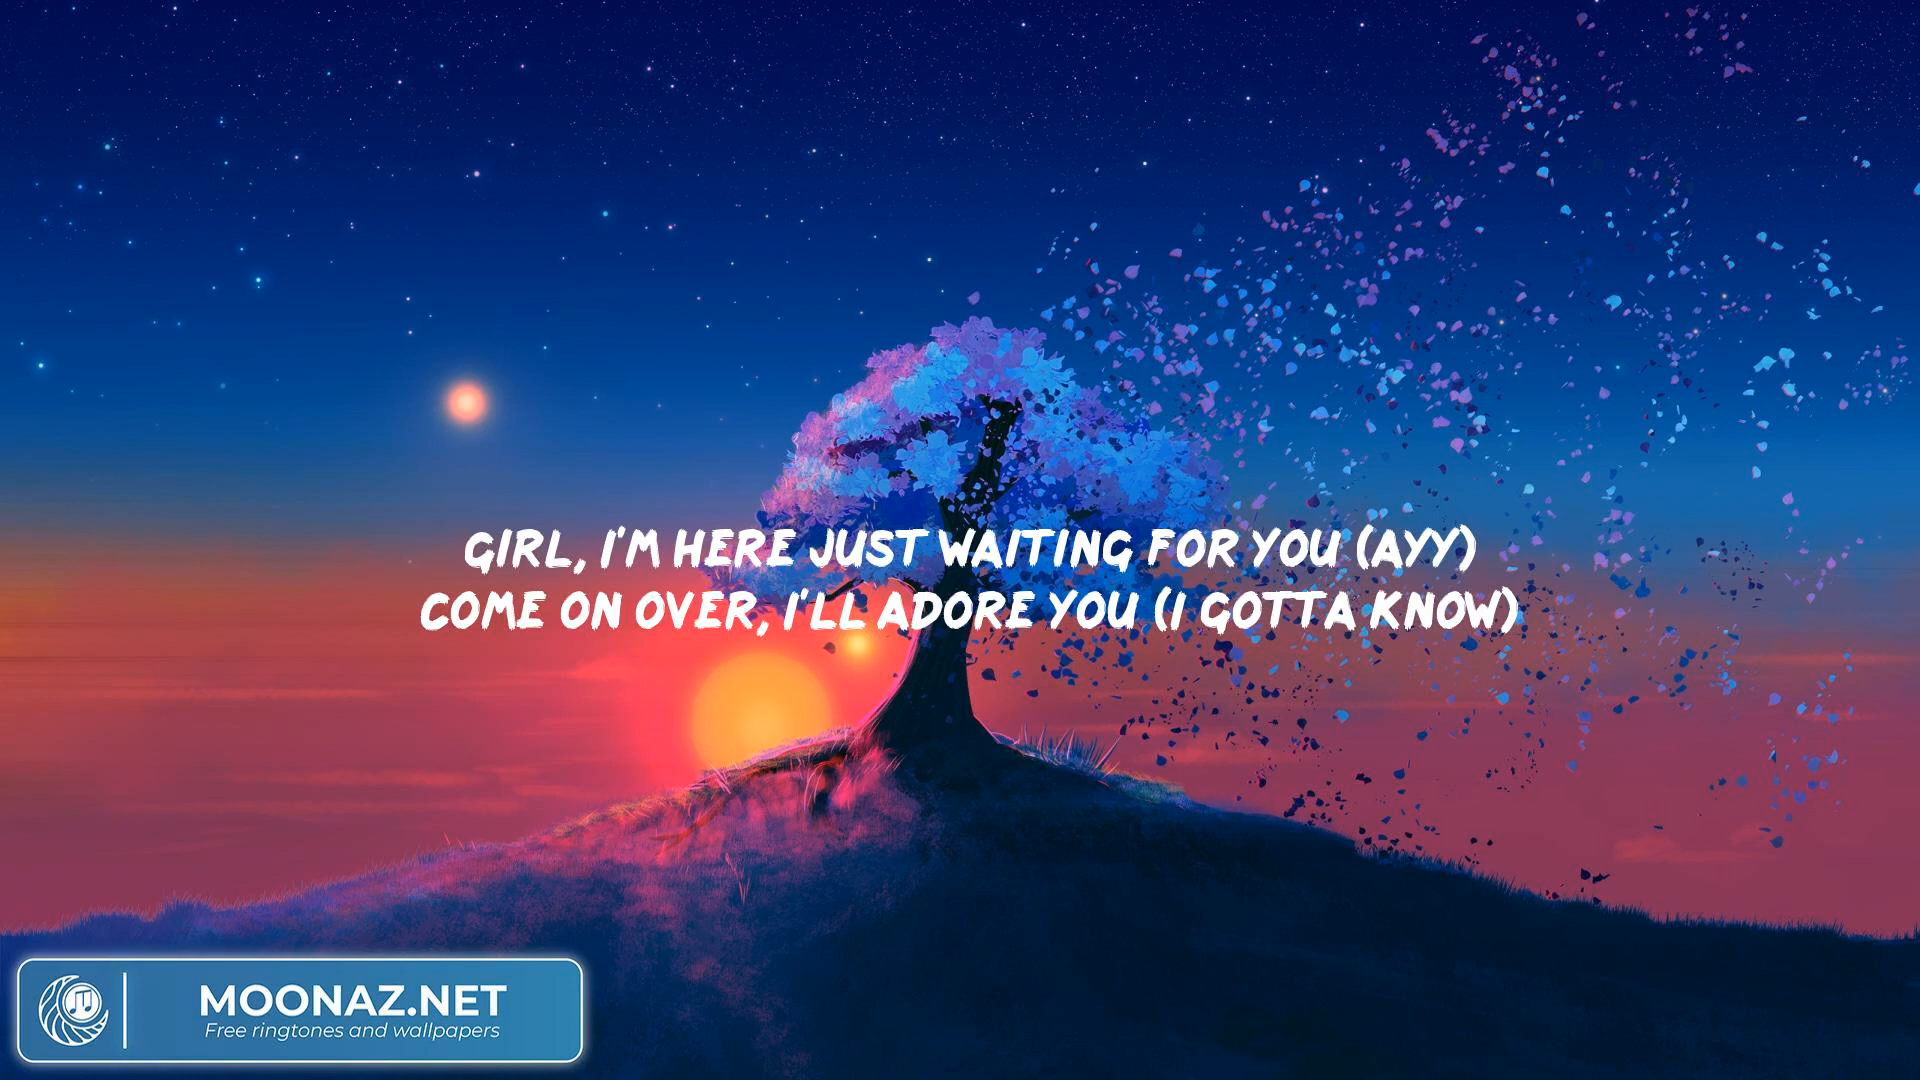 GIRL, I'M HERE JUST WAITING FOR YOU (AYY)
COME ON OVER, I'LL ADORE YOU (I GOTTA KNOW)
MOONAZ.NET
Free ringtones and wallpapers